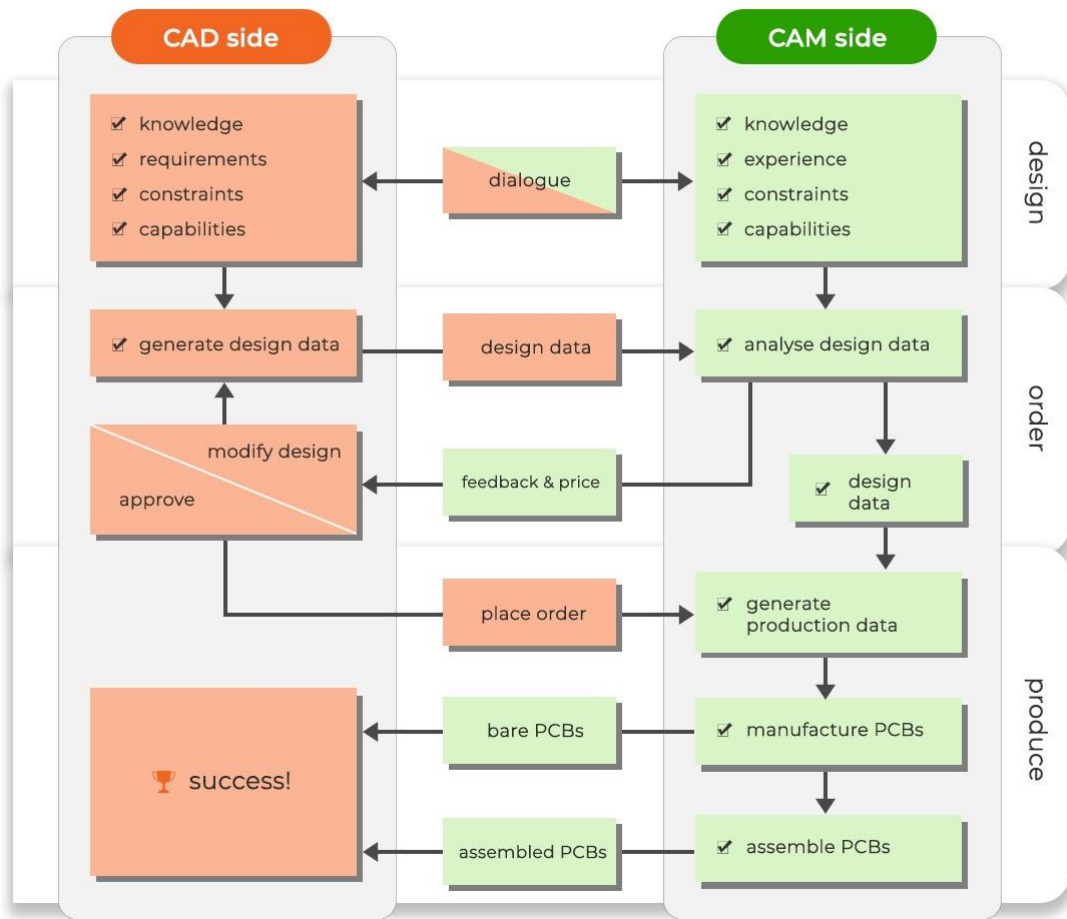 CAD side
CAM side
knowledge
requirements
constraints
capabilities
dialogue
knowledge
experience
constraints
capabilities
design
generate design data
design data
analyse design data
order
modify design
approve
feedback & price
design
data
place order
generate
production data
produce
success!
bare PCBs
manufacture PCBs
assembled PCBs
assemble PCBs